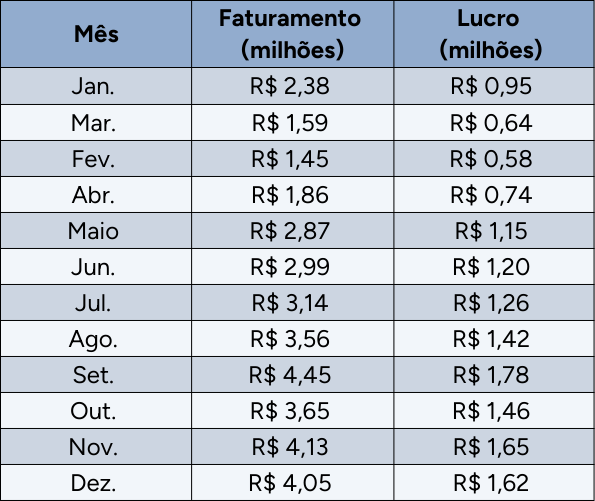 Mês Faturamento (milhões) Lucro (milhões)
Jan. R$ 2,38 R$ 0,95
Mar. R$ 1,59 R$ 0,64
Fev. R$ 1,45 R$ 0,58
Abr. R$ 1,86 R$ 0,74
Maio R$ 2,87 R$ 1,15
Jun. R$ 2,99 R$ 1,20
Jul. R$ 3,14 R$ 1,26
Ago. R$ 3,56 R$ 1,42
Set. R$ 4,45 R$ 1,78
Out. R$ 3,65 R$ 1,46
Nov. R$ 4,13 R$ 1,65
Dez. R$ 4,05 R$ 1,62